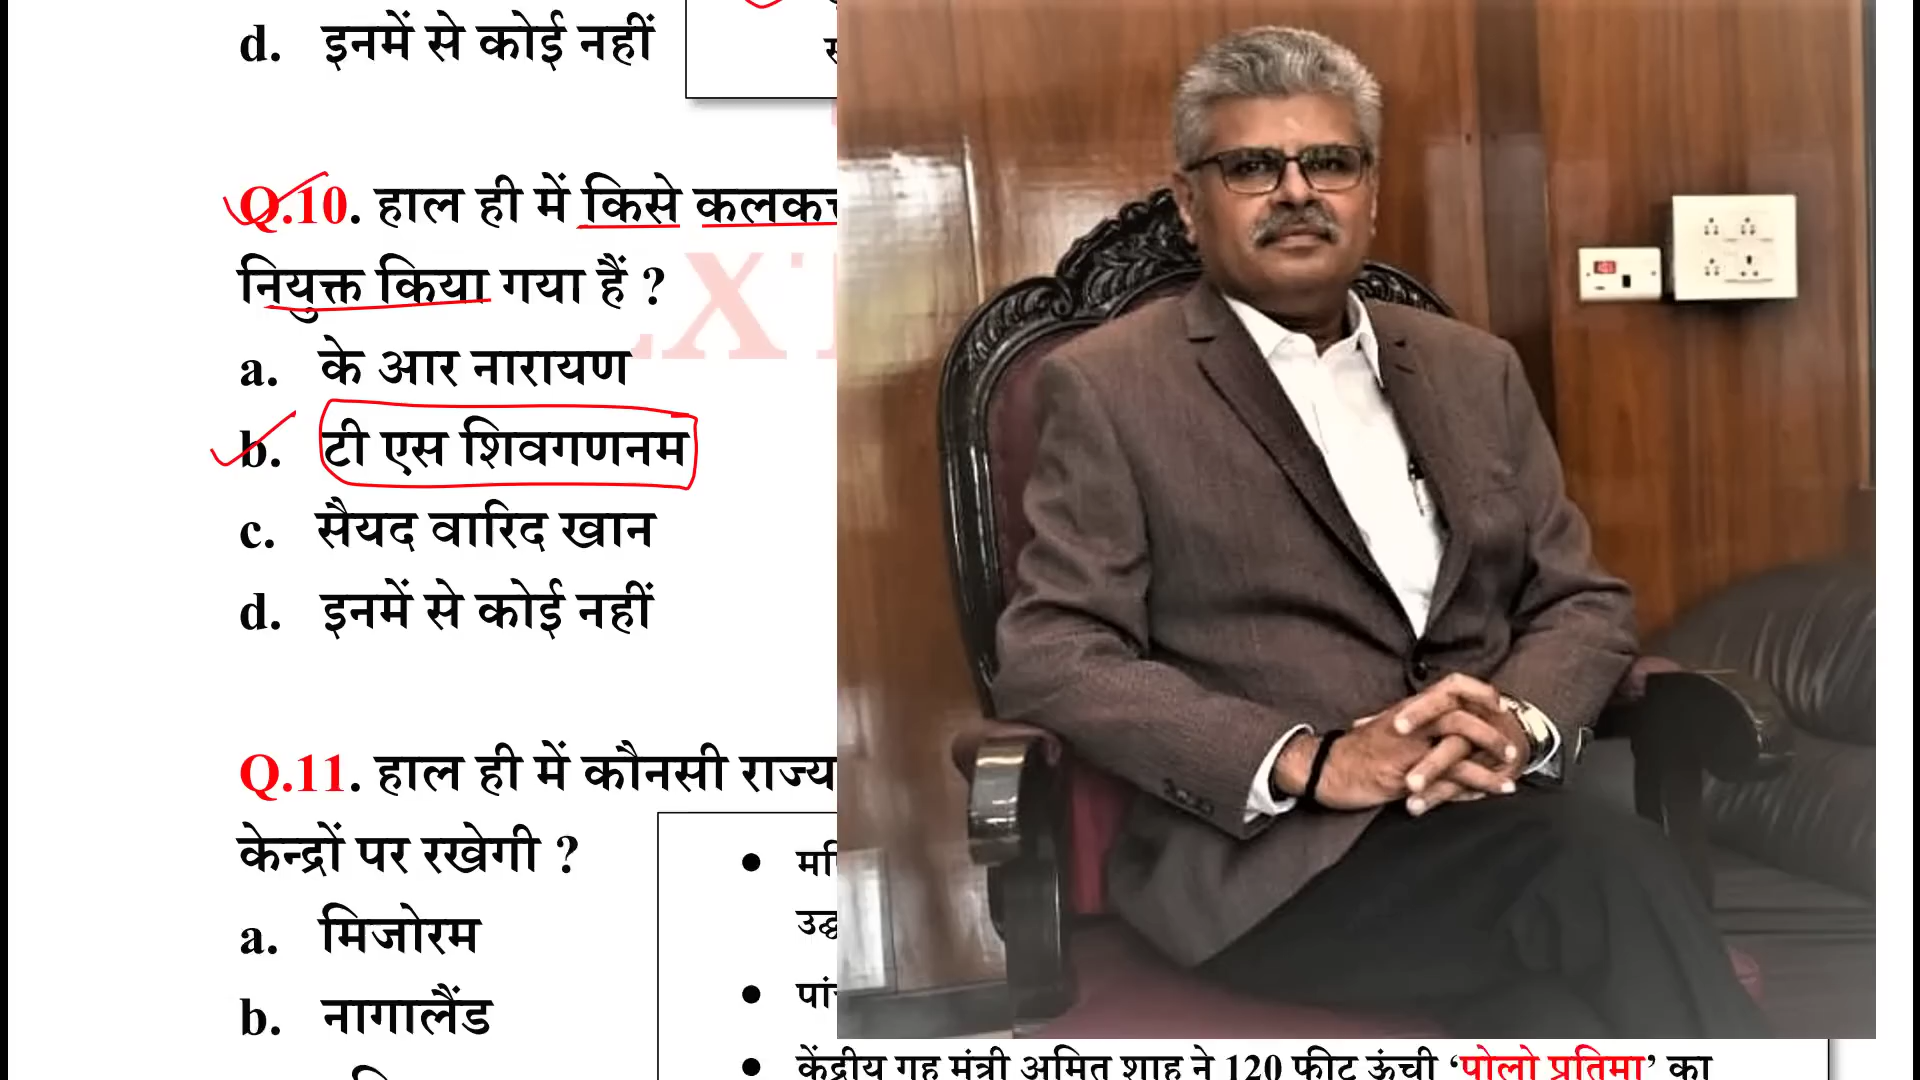 d. इनमें से कोई नहीं
Q.10. हाल ही में किसे
नियुक्त किया गया हैं ?
a. के आर नारायण
b. टी एस शिवगणनम
c. सैयद वारिद खान
d. इनमें से कोई नहीं
Q.11. हाल ही में कौनसी राज्य
केन्द्रों पर रखेगी ?
a. मिजोरम
b. नागालैंड
• केंद्रीय गृह मंत्री अमित शाह ने 120 फीट ऊंची ‘पोलो प्रतिमा’ का